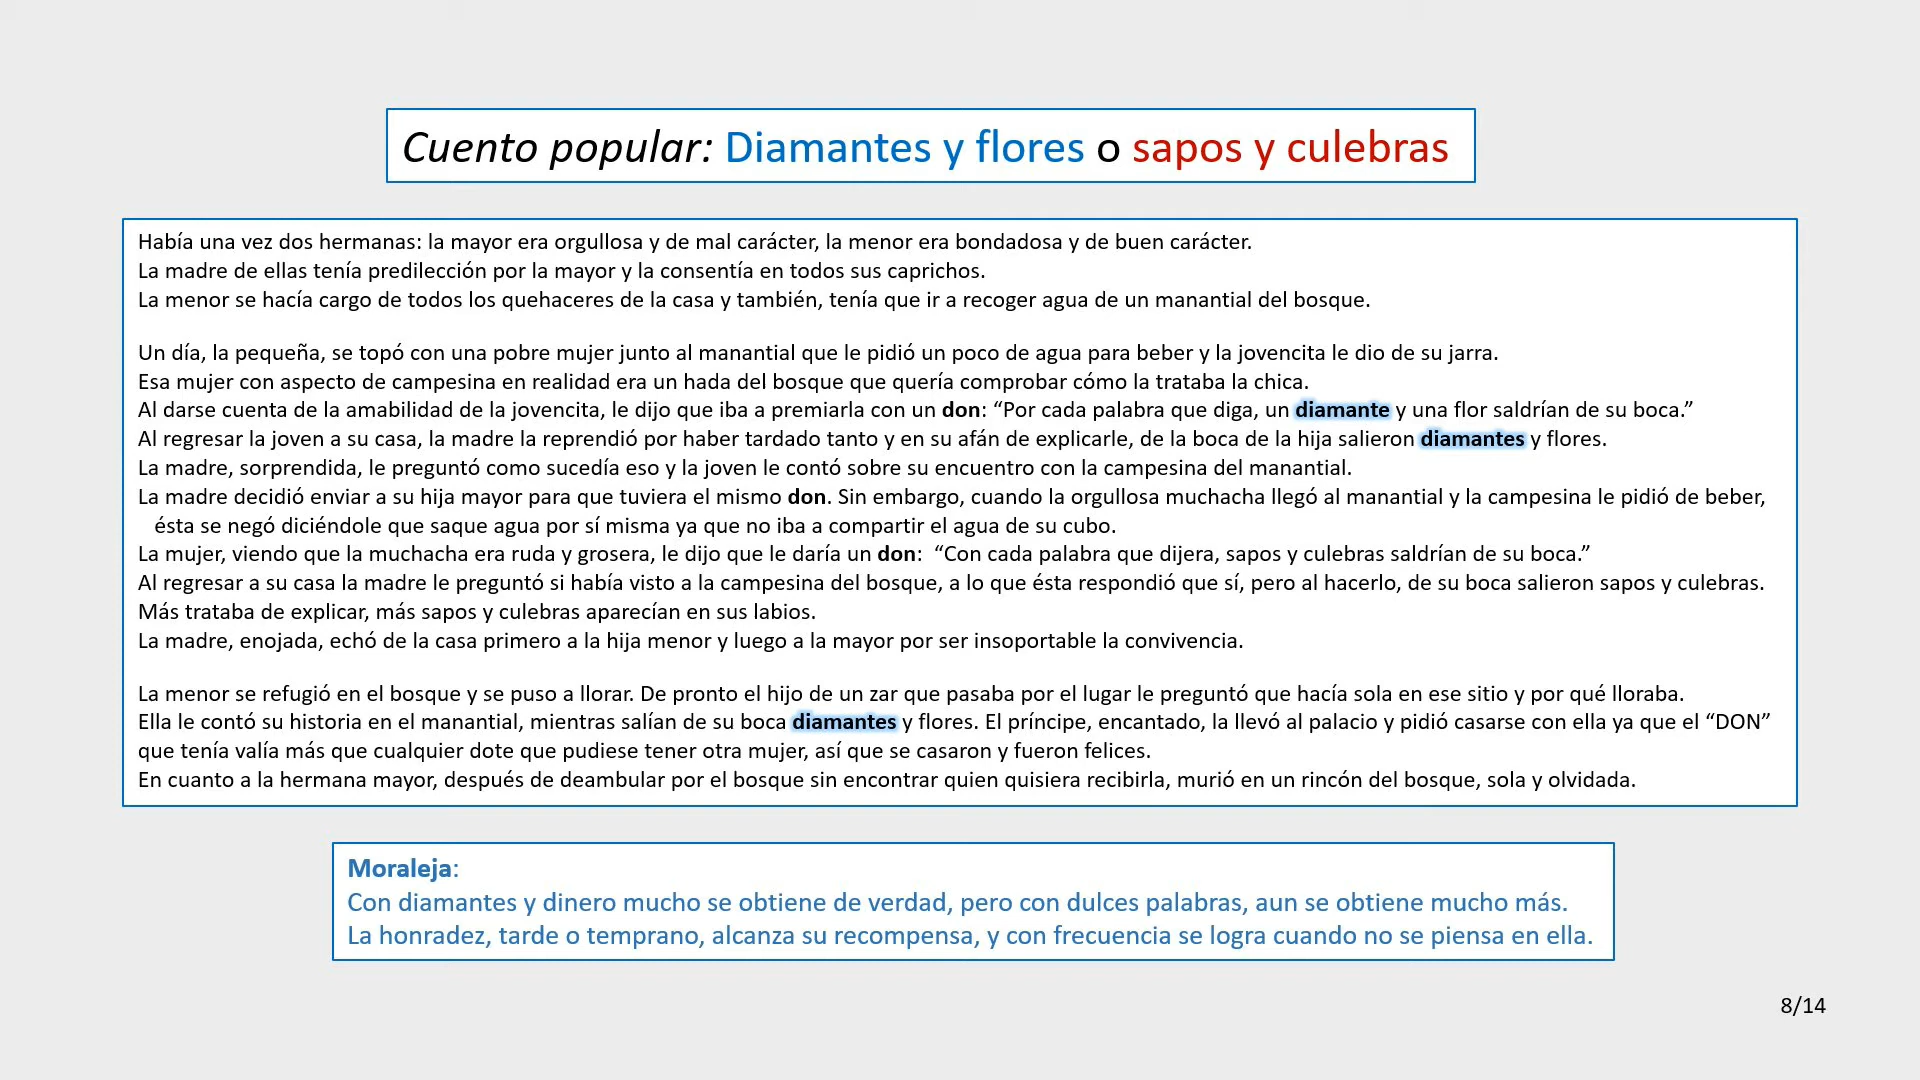 Cuento popular: Diamantes y flores o sapos y culebras
Había una vez dos hermanas: la mayor era orgullosa y de mal carácter, la menor era bondadosa y de buen carácter.
La madre de ellas tenía predilección por la mayor y la consentía en todos sus caprichos.
La menor se hacía cargo de todos los quehaceres de la casa y también, tenía que ir a recoger agua de un manantial del bosque.
Un día, la pequeña, se topó con una pobre mujer junto al manantial que le pidió un poco de agua para beber y la jovencita le dio de su jarra.
Esa mujer con aspecto de campesina en realidad era un hada del bosque que quería comprobar cómo la trataba la chica.
Al darse cuenta de la amabilidad de la jovencita, le dijo que iba a premiarla con un don: “Por cada palabra que diga, un diamante y una flor saldrían de su boca.”
Al regresar la joven a su casa, la madre la reprendió por haber tardado tanto y en su afán de explicarle, de la boca de la hija salieron diamantes y flores.
La madre, sorprendida, le preguntó como sucedía eso y la joven le contó sobre su encuentro con la campesina del manantial.
La madre decidió enviar a su hija mayor para que tuviera el mismo don. Sin embargo, cuando la orgullosa muchacha llegó al manantial y la campesina le pidió de beber,
ésta se negó diciéndole que saque agua por sí misma ya que no iba a compartir el agua de su cubo.
La mujer, viendo que la muchacha era ruda y grosera, le dijo que le daría un don: “Con cada palabra que dijera, sapos y culebras saldrían de su boca.”
Al regresar a su casa la madre le preguntó si había visto a la campesina del bosque, a lo que ésta respondió que sí, pero al hacerlo, de su boca salieron sapos y culebras.
Más trataba de explicar, más sapos y culebras aparecían en sus labios.
La madre, enojada, echó de la casa primero a la hija menor y luego a la mayor por ser insoportable la convivencia.
La menor se refugió en el bosque y se puso a llorar. De pronto el hijo de un zar que pasaba por el lugar le preguntó que hacía sola en ese sitio y por qué lloraba.
Ella le contó su historia en el manantial, mientras salían de su boca diamantes y flores. El príncipe, encantado, la llevó al palacio y pidió casarse con ella ya que el “DON”
que tenía valía más que cualquier dote que pudiese tener otra mujer, así que se casaron y fueron felices.
En cuanto a la hermana mayor, después de deambular por el bosque sin encontrar quien quisiera recibirla, murió en un rincón del bosque, sola y olvidada.
Moraleja:
Con diamantes y dinero mucho se obtiene de verdad, pero con dulces palabras, aun se obtiene mucho más.
La honradez, tarde o temprano, alcanza su recompensa, y con frecuencia se logra cuando no se piensa en ella.
8/14